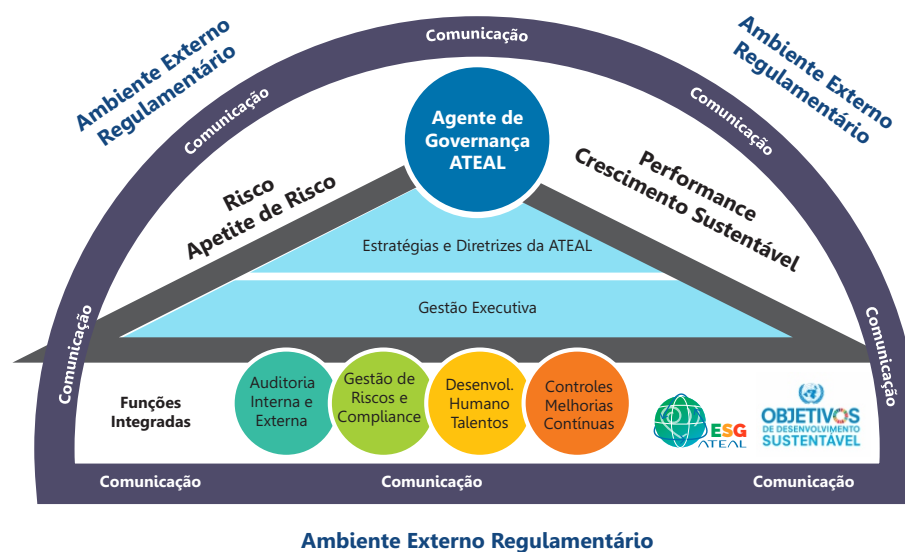 Comunicação
Ambiente Externo
Regulamentário
Ambiente Externo
Regulamentário
Comunicação
Comunicação
Agente de
Governança
ATEAL
Risco
Apetite de Risco
Performance
Crescimento Sustentável
Estratégias e Diretrizes da ATEAL
Gestão Executiva
Comunicação
Comunicação
Funções
Integradas
Auditoria
Interna e
Externa
Gestão de
Riscos e
Compliance
Desenvol.
Humano
Talentos
Controles
Melhorias
Contínuas
ESG
ATEAL
OBJETIVOS
DE DESENVOLVIMENTO
SUSTENTÁVEL
Comunicação
Comunicação
Comunicação
Ambiente Externo Regulamentário